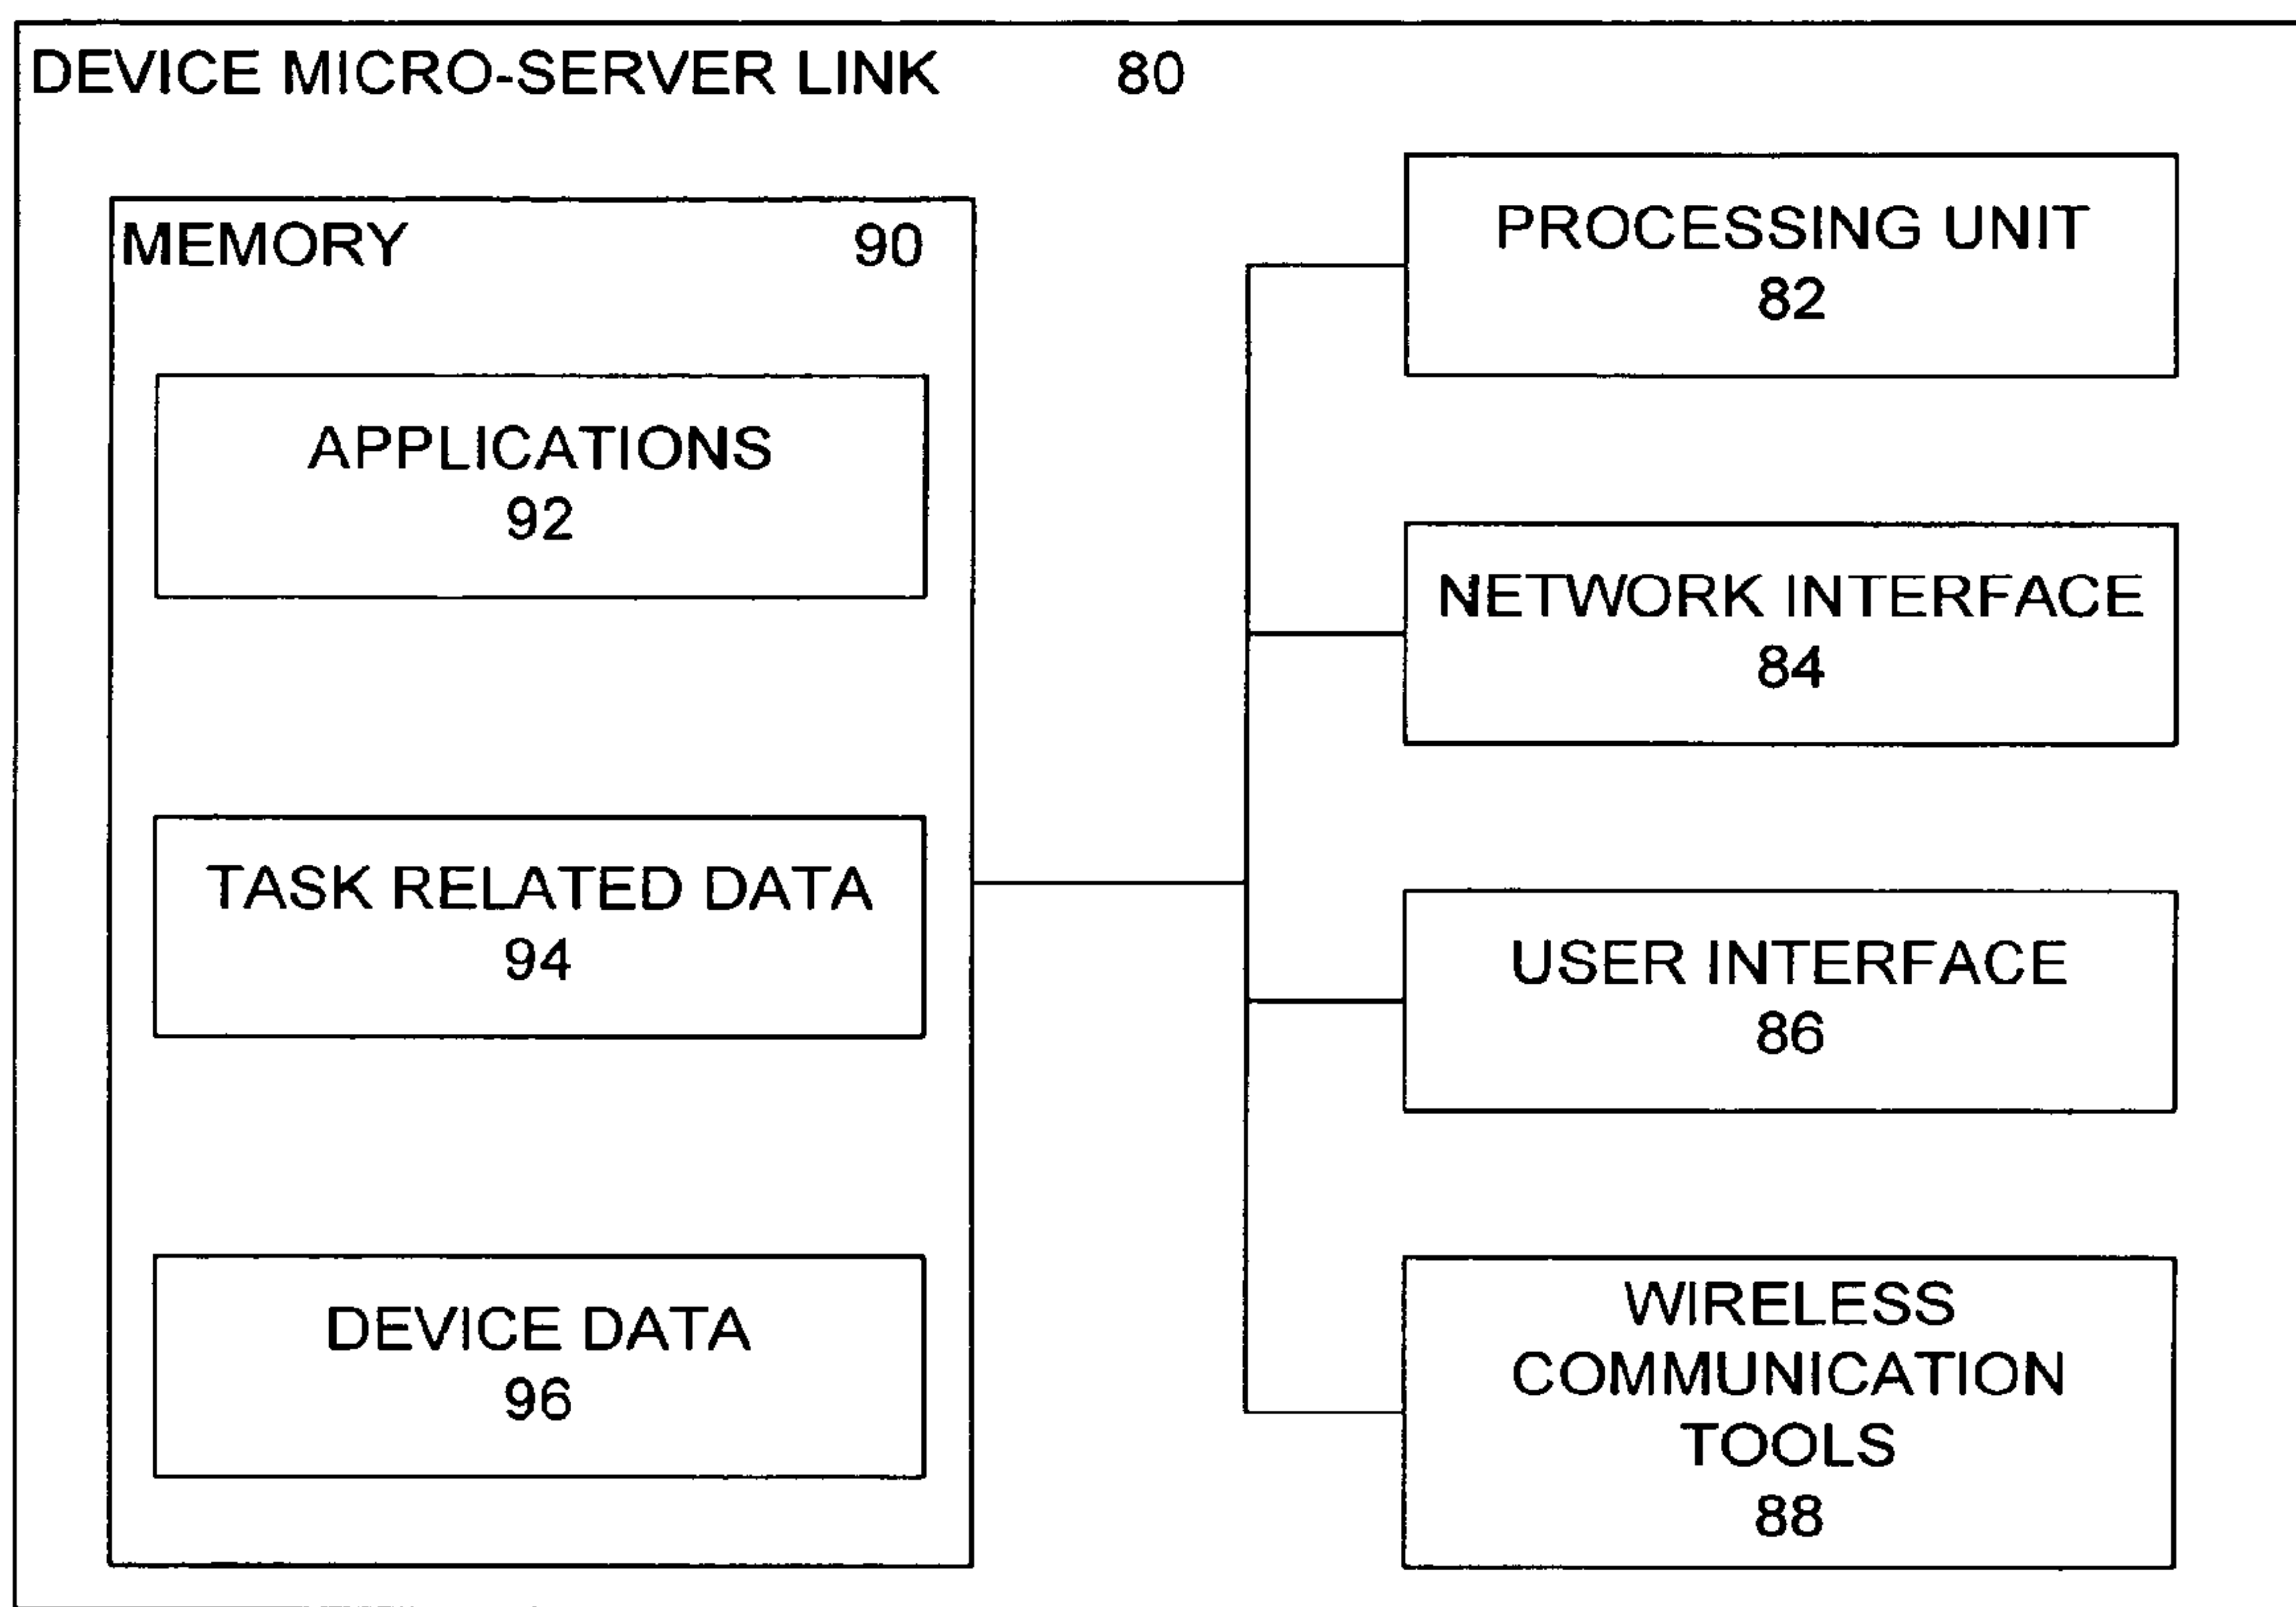 DEVICE MICRO-SERVER LINK 80
MEMORY 90
APPLICATIONS
92
TASK RELATED DATA
94
DEVICE DATA
96
PROCESSING UNIT
82
NETWORK INTERFACE
84
USER INTERFACE
86
WIRELESS
COMMUNICATION
TOOLS
88